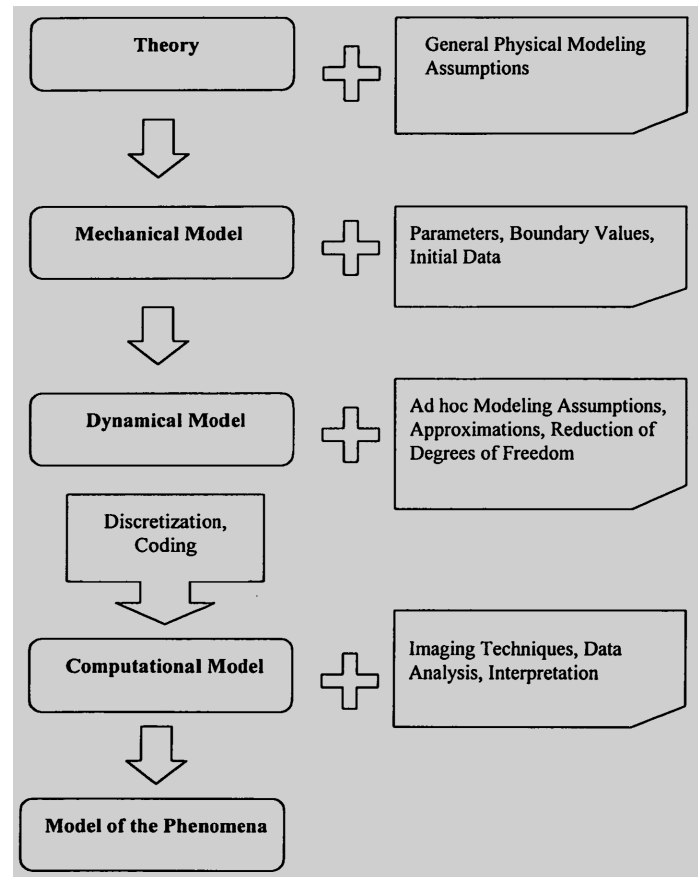 Theory
General Physical Modeling
Assumptions
Mechanical Model
Parameters, Boundary Values,
Initial Data
Dynamical Model
Ad hoc Modeling Assumptions,
Approximations, Reduction of
Degrees of Freedom
Discretization,
Coding
Computational Model
Imaging Techniques, Data
Analysis, Interpretation
Model of the Phenomena